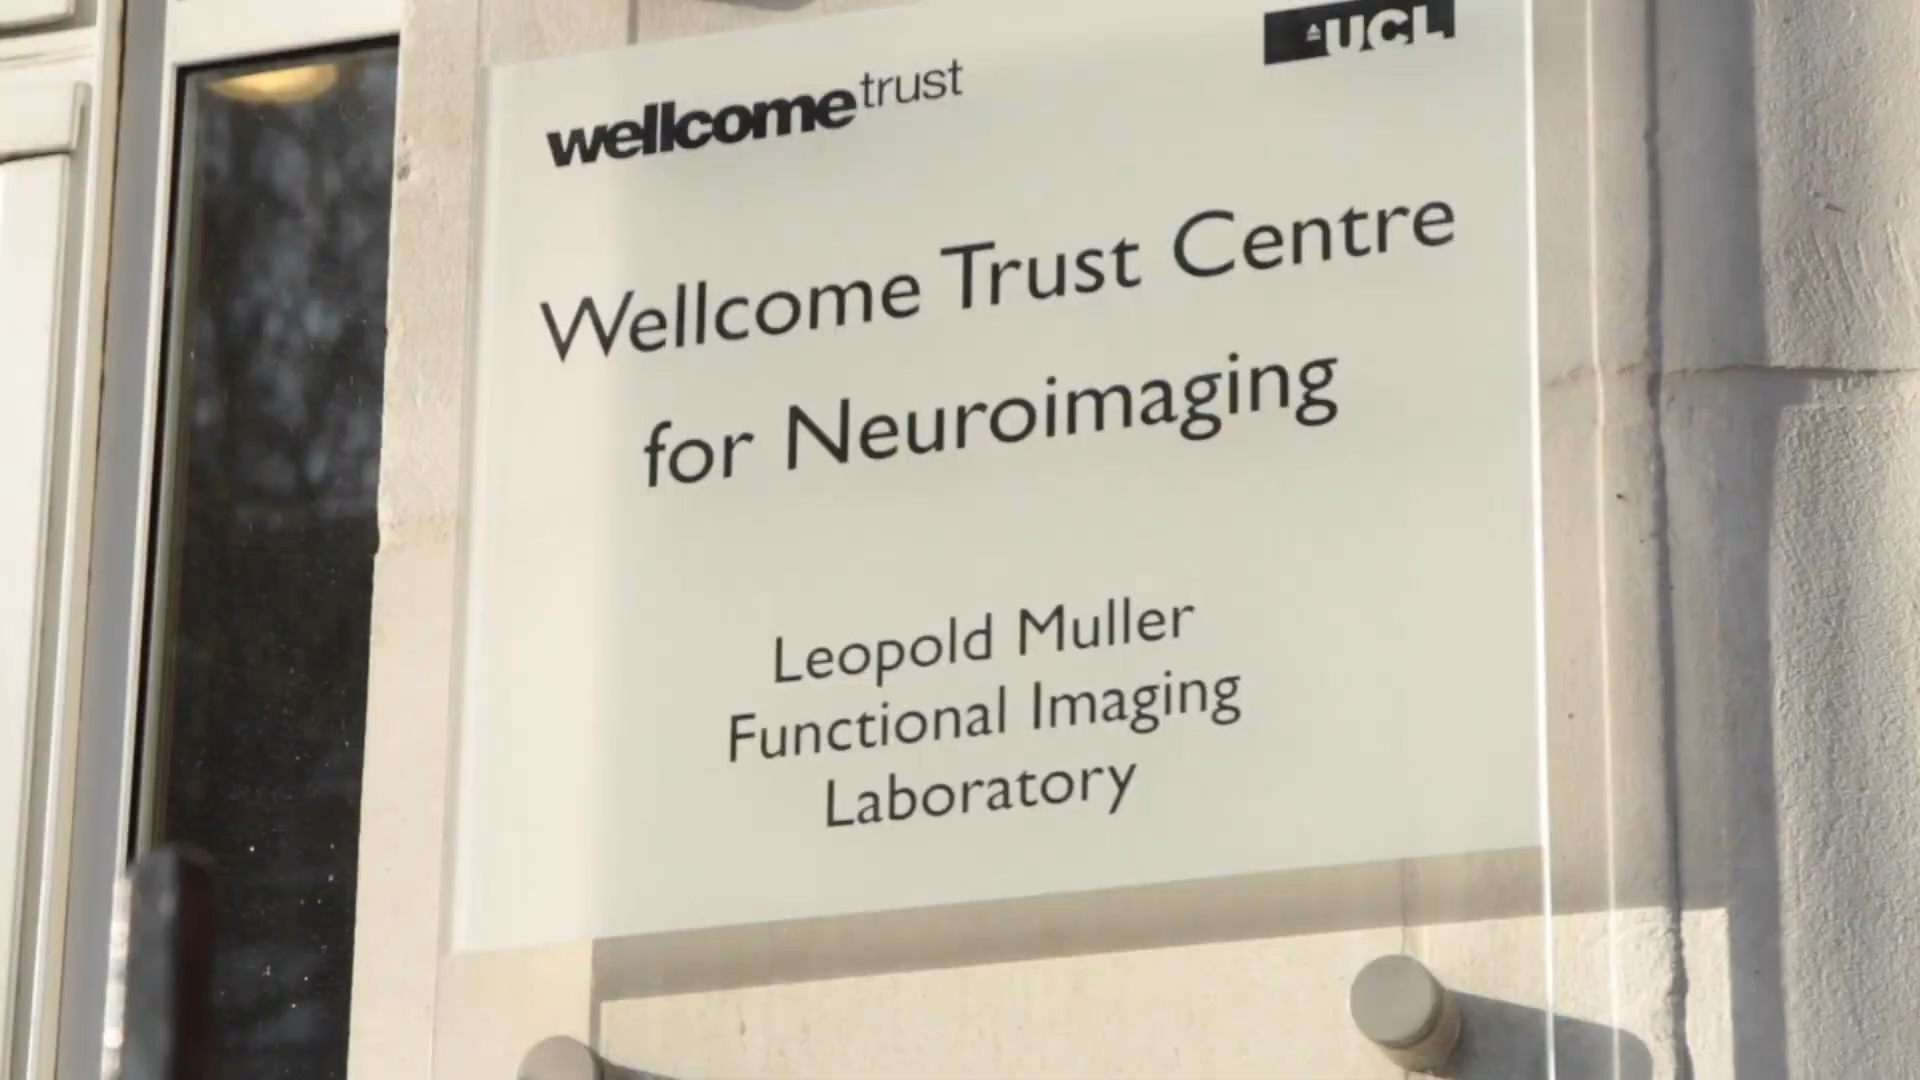 wellcometrust
UCL
Wellcome Trust Centre
for Neuroimaging
Leopold Muller
Functional Imaging
Laboratory